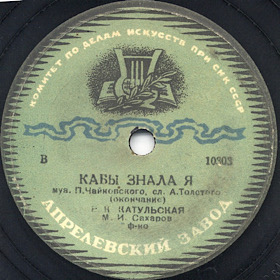 КОМИТЕТ ПО ДЕЛАМ ИСКУССТВ ПРИ СНК СССР
В 10803
КАБЫ ЗНАЛА Я
муз. П. Чайковского, сл. А. Толстого
(окончание)
КАТУЛЬСКАЯ
М. И. Сахаров
ф-но
АПРЕЛЕВСКИЙ ЗАВОД